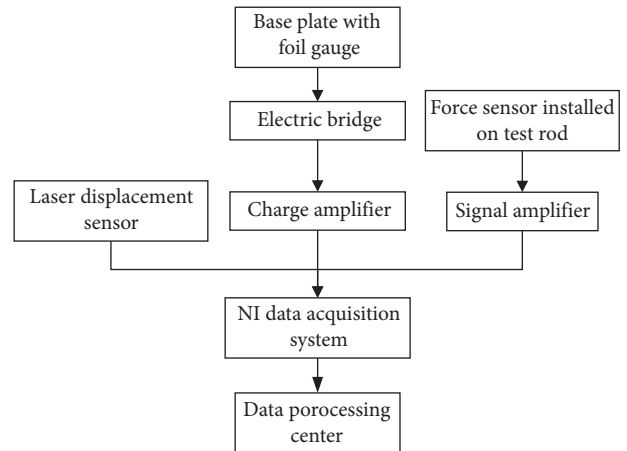 Base plate with
foil gauge
Electric bridge
Force sensor installed
on test rod
Laser displacement
sensor
Charge amplifier
Signal amplifier
NI data acquisition
system
Data porocessing
center